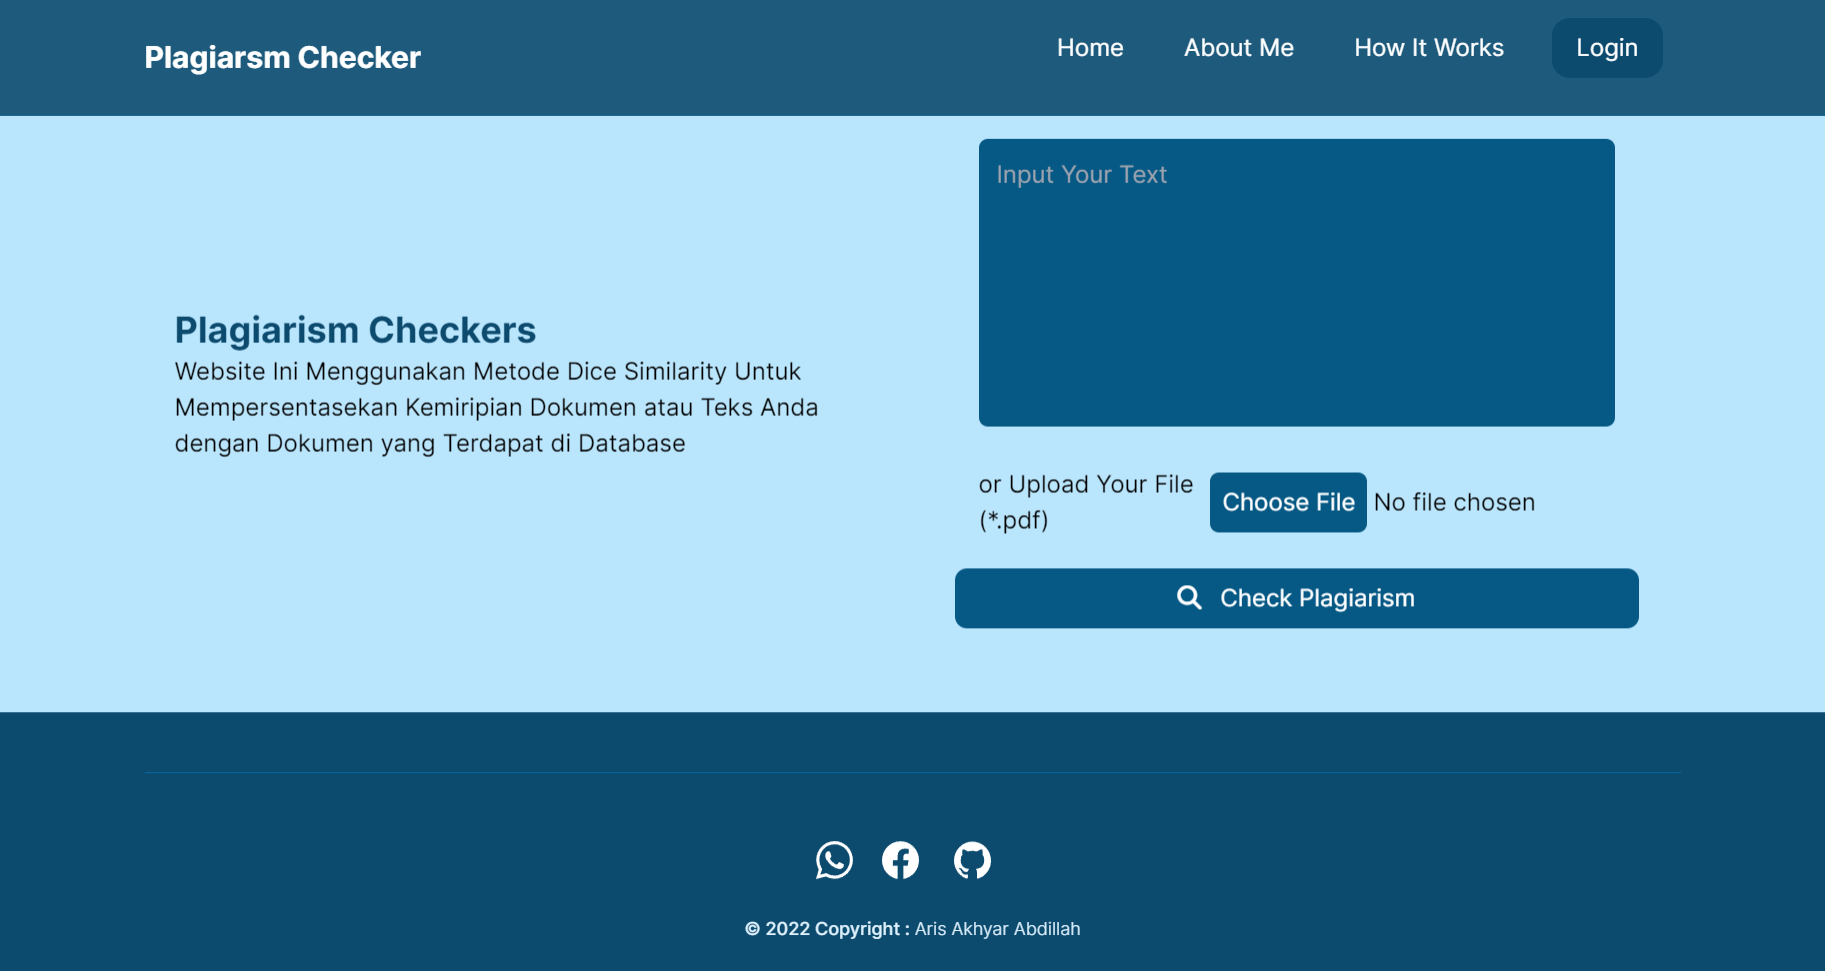 Plagiarsm Checker
Home
About Me
How It Works
Login
Plagiarism Checkers
Website Ini Menggunakan Metode Dice Similarity Untuk
Mempersentasekan Kemiripian Dokumen atau Teks Anda
dengan Dokumen yang Terdapat di Database
Input Your Text
or Upload Your File
(*.pdf)
Choose File No file chosen
Check Plagiarism
© 2022 Copyright : Aris Akhyar Abdillah